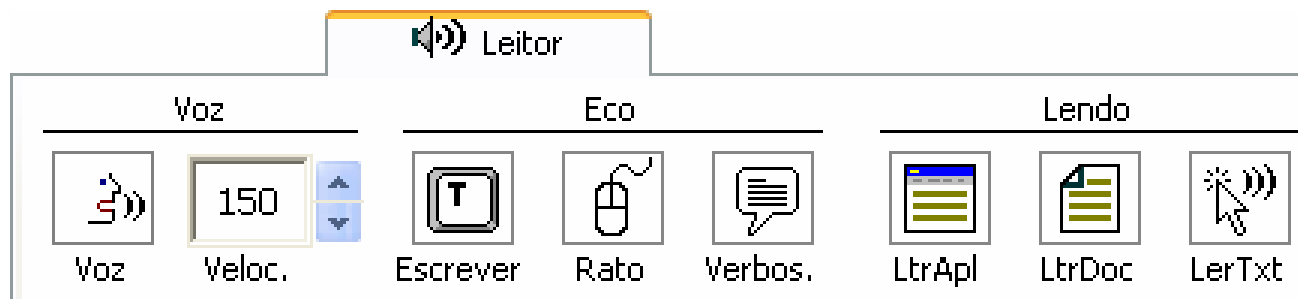 Leitor
Voz Eco Lendo
150
T
Voz Veloc. Escrever Rato Verbos. LtrApl LtrDoc LerTxt